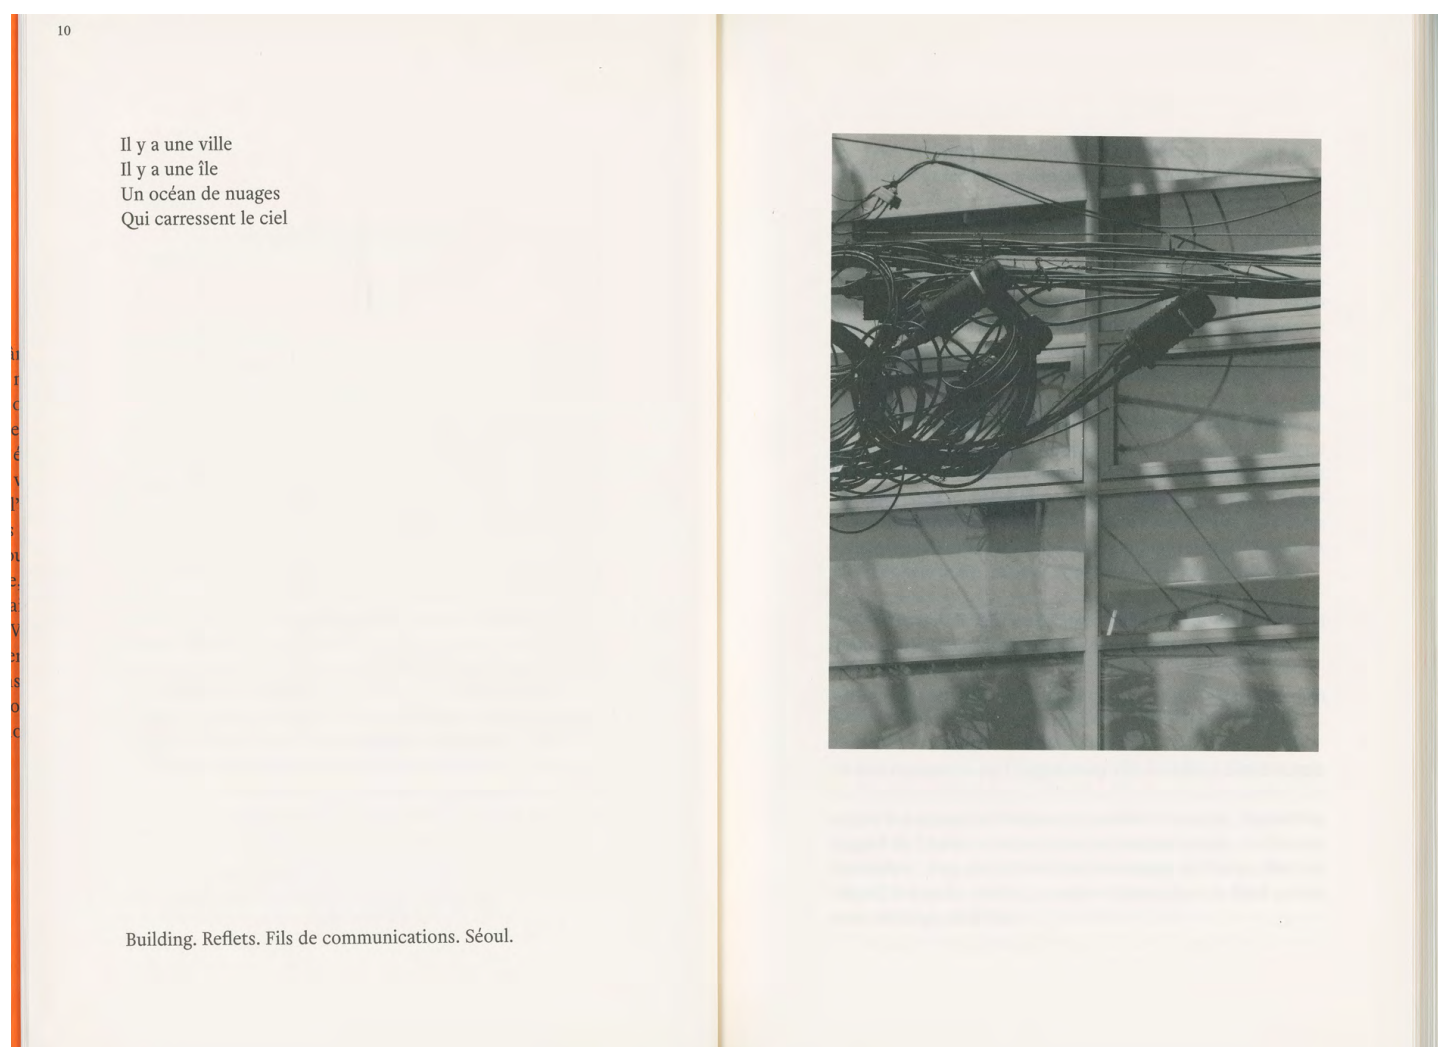 10
Il y a une ville
Il y a une île
Un océan de nuages
Qui carressent le ciel
Building. Reflets. Fils de communications. Séoul.